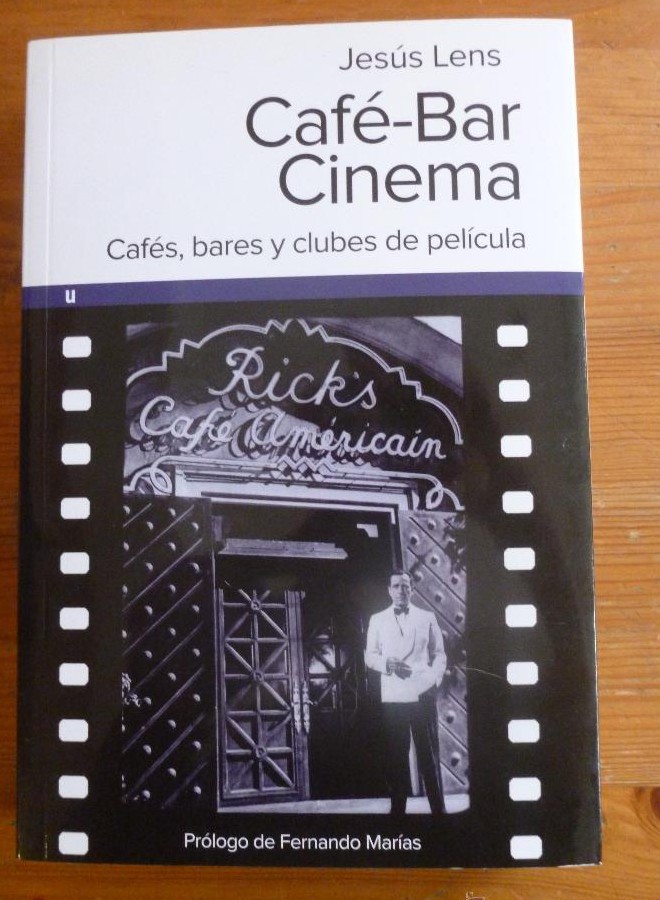 Jesús Lens
Café-Bar
Cinema
Cafés, bares y clubes de película
u
Rick's
Café Américain
Prólogo de Fernando Marías